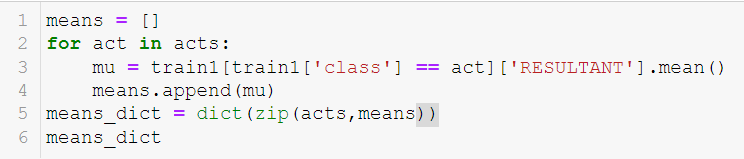 1 means = []
2 for act in acts:
3     mu = train1[train1['class'] == act]['RESULTANT'].mean()
4     means.append(mu)
5 means_dict = dict(zip(acts,means))
6 means_dict